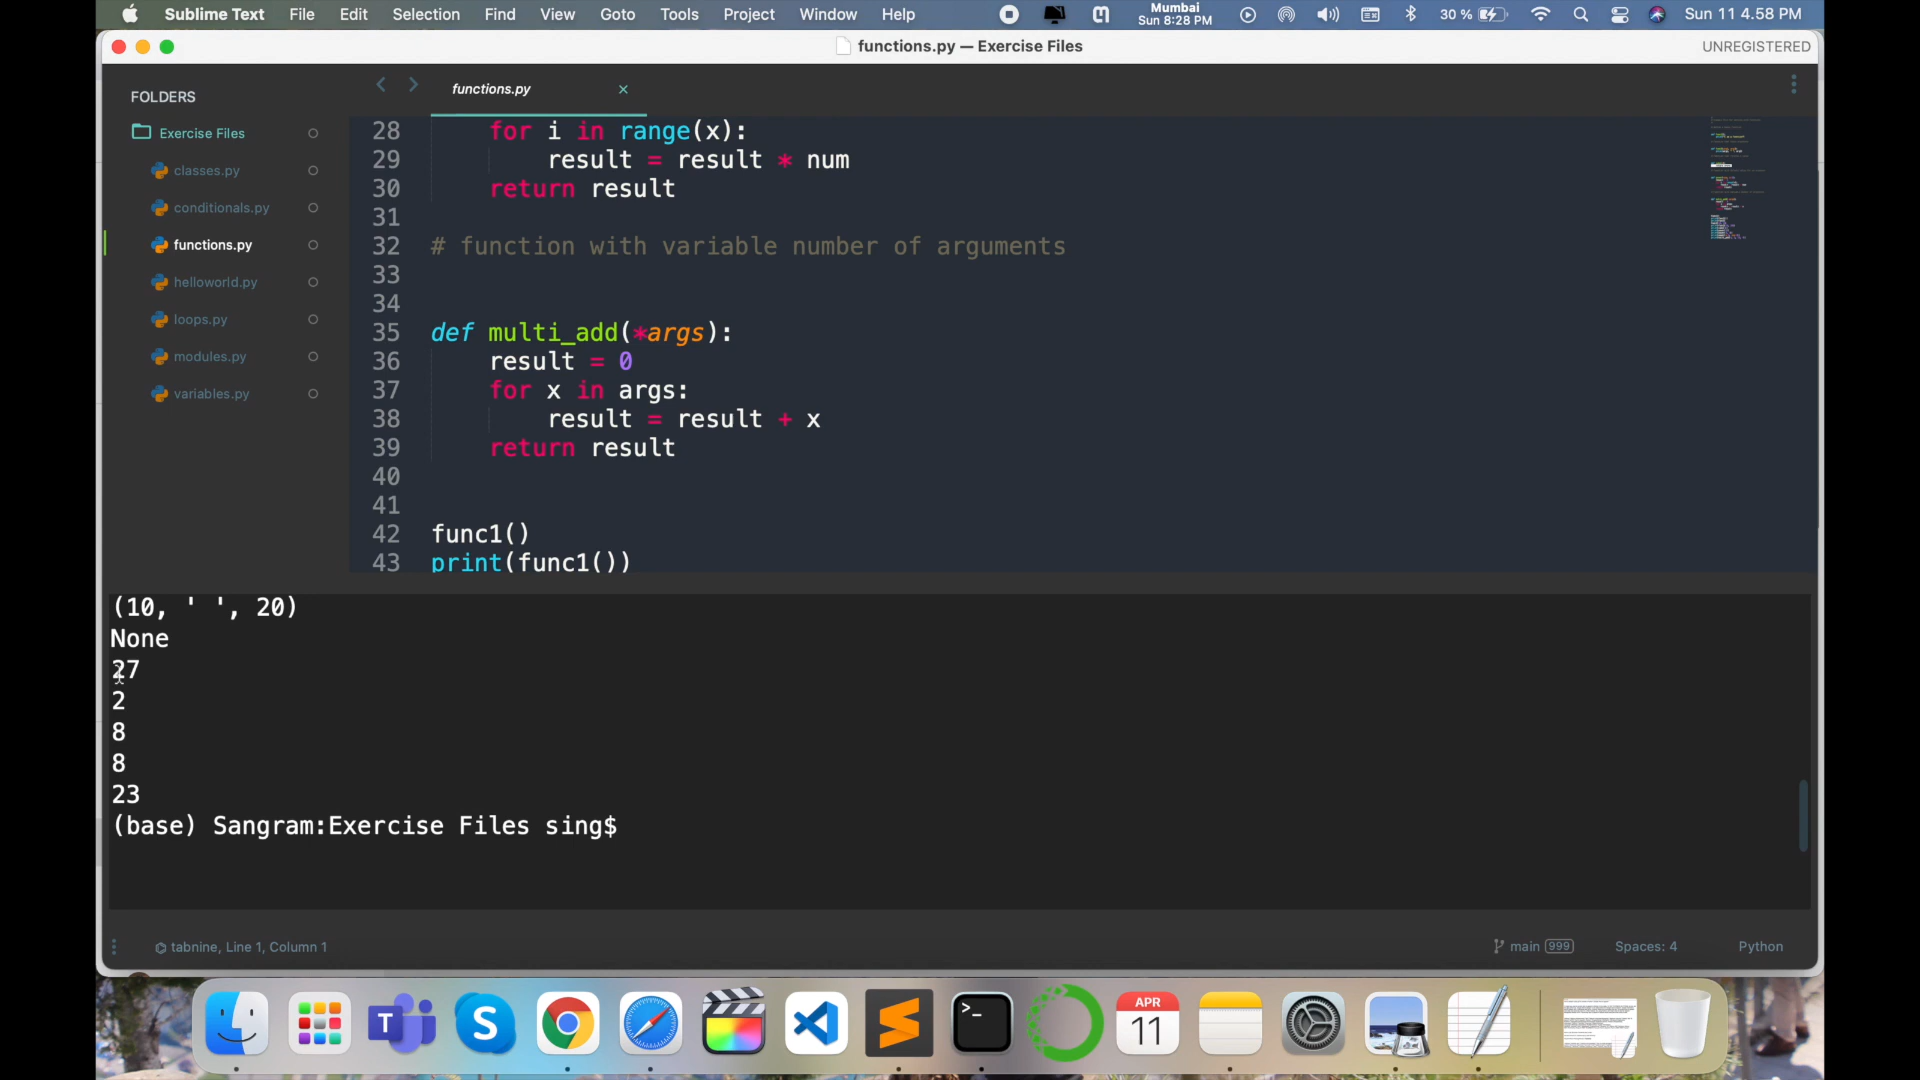 Sublime Text File Edit Selection Find View Goto Tools Project Window Help Mumbai Sun 8:28 PM 30 % Sun 11 4.58 PM
functions.py — Exercise Files UNREGISTERED
FOLDERS
Exercise Files
classes.py
conditionals.py
functions.py
helloworld.py
loops.py
modules.py
variables.py
functions.py ×
28 for i in range(x):
29 result = result * num
30 return result
31
32 # function with variable number of arguments
33
34
35 def multi_add(*args):
36 result = 0
37 for x in args:
38 result = result + x
39 return result
40
41
42 func1()
43 print(func1())
(10, ' ', 20)
None
27
2
8
8
23
(base) Sangram:Exercise Files sing$
tabnine, Line 1, Column 1 main 999 Spaces: 4 Python
T
S
>_
APR
11